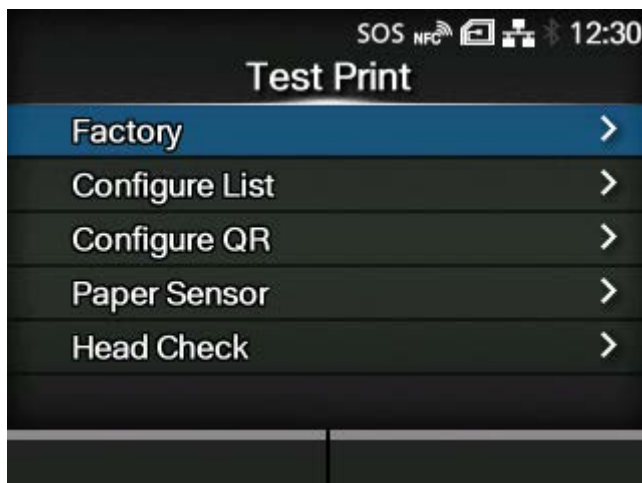 SOS NFC 12:30
Test Print
Factory
Configure List
Configure QR
Paper Sensor
Head Check